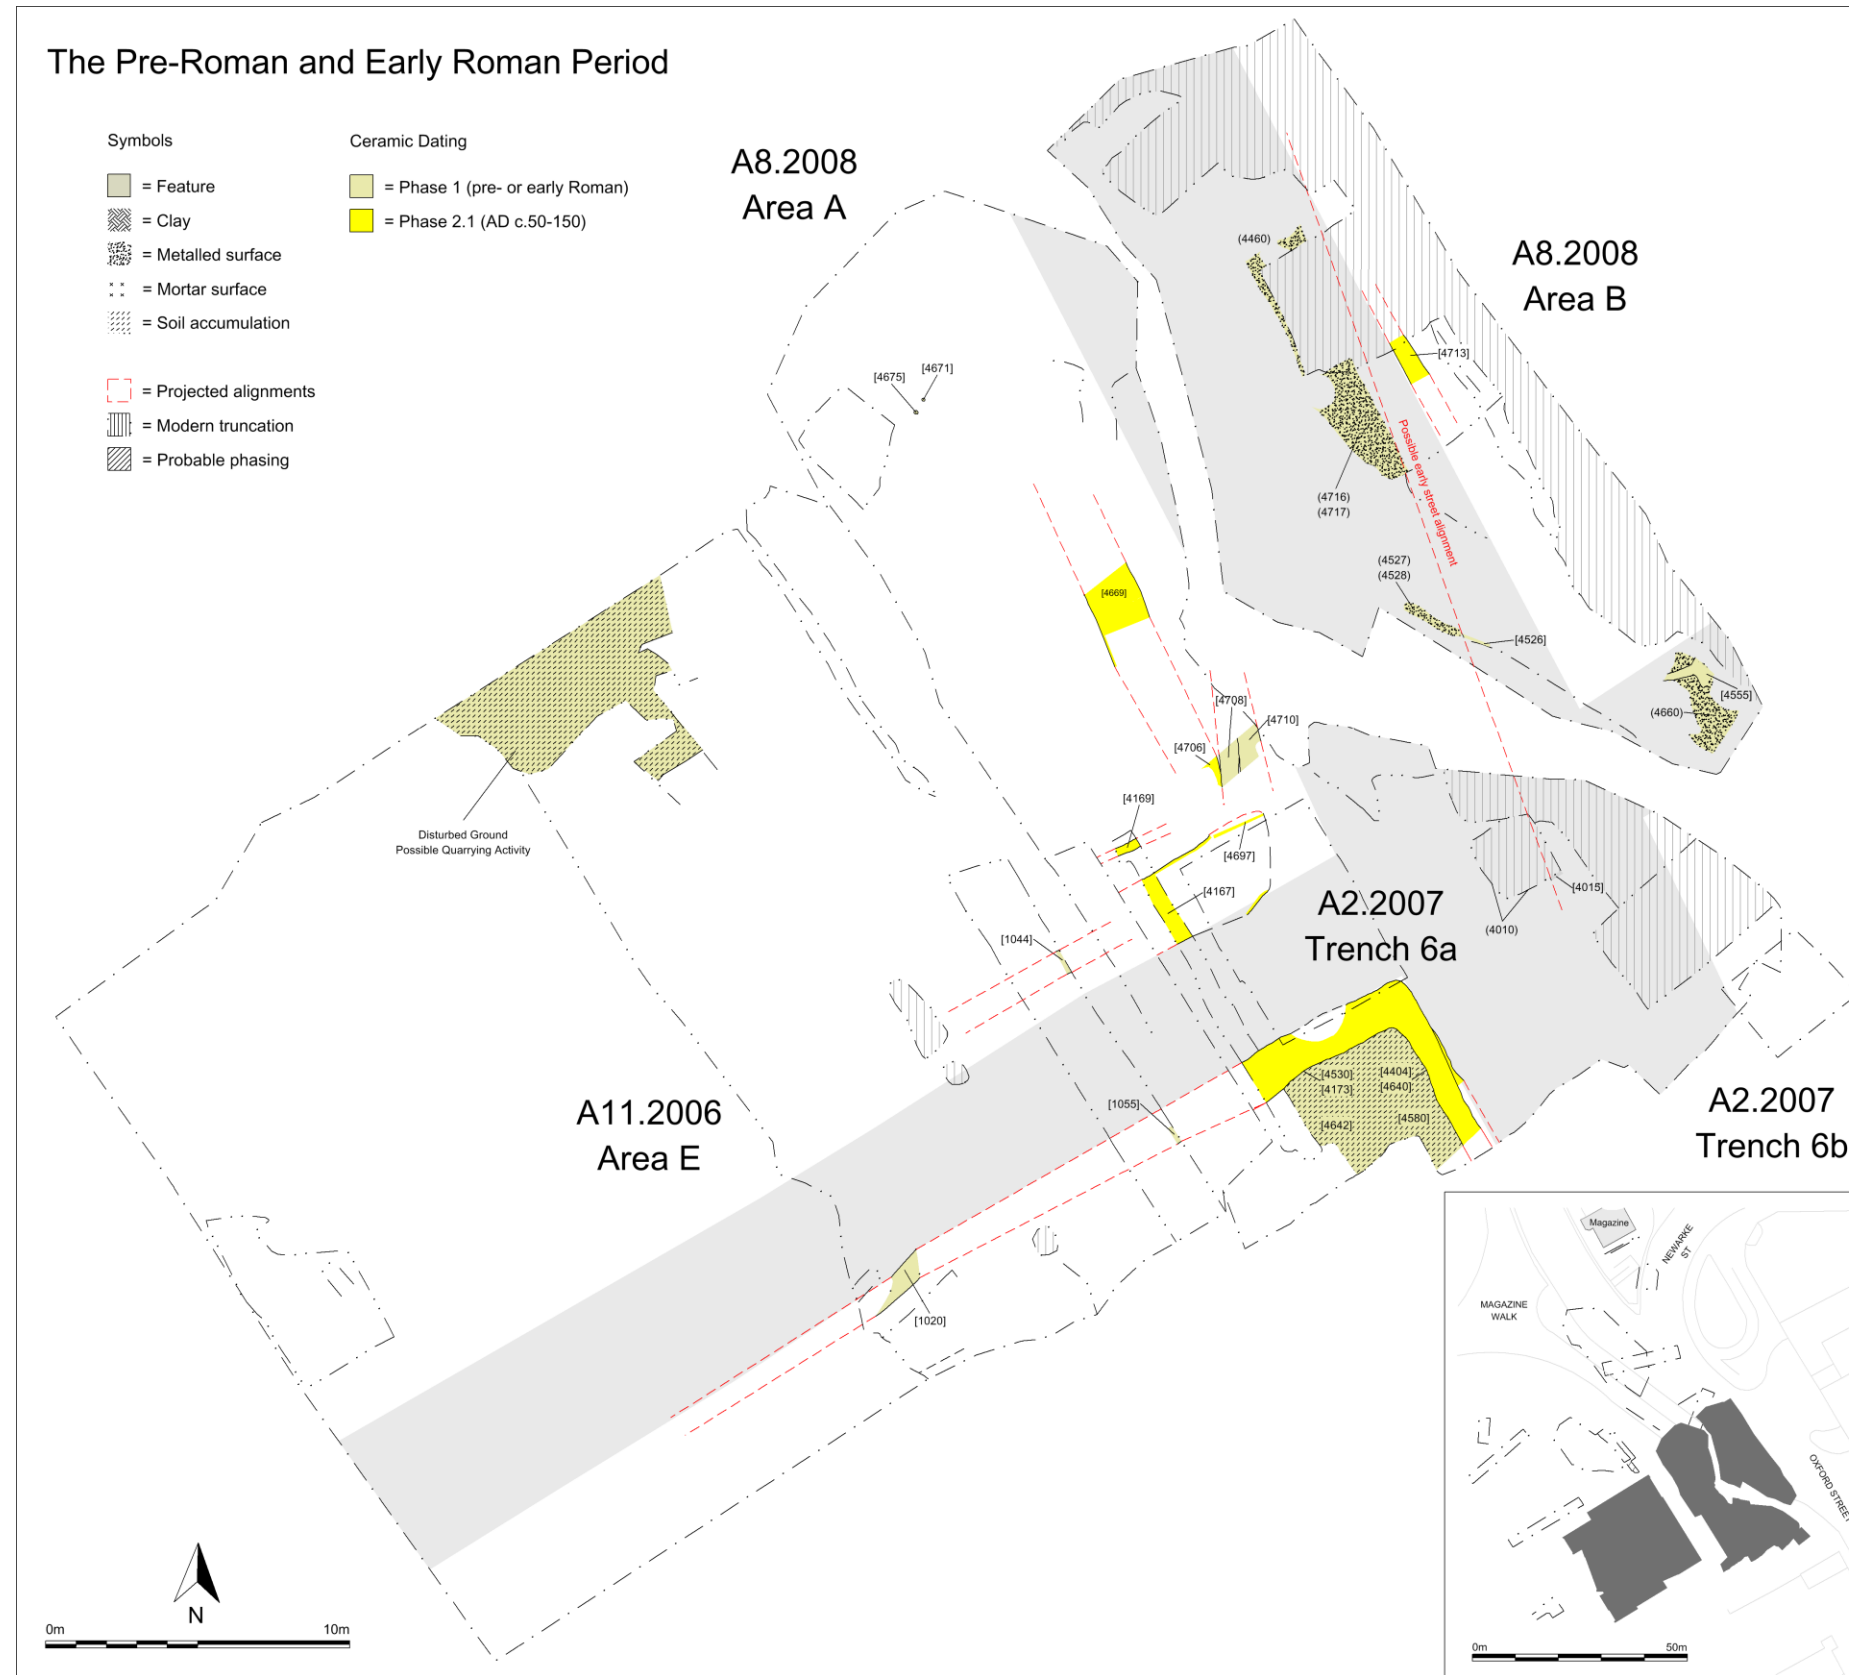 The Pre-Roman and Early Roman Period
Symbols
= Feature
= Clay
= Metalled surface
= Mortar surface
= Soil accumulation
= Projected alignments
= Modern truncation
= Probable phasing
Ceramic Dating
= Phase 1 (pre- or early Roman)
= Phase 2.1 (AD c.50-150)
A8.2008
Area A
A8.2008
Area B
(4460)
[4713]
[4675]
[4671]
Possible early street alignment
(4716)
(4717)
(4527)
(4528)
[4526]
[4669]
[4555]
(4660)
[4708]
[4710]
[4706]
Disturbed Ground
Possible Quarrying Activity
[4169]
[4697]
[4167]
[4015]
(4010)
A2.2007
Trench 6a
[1044]
[4530]
[4173]
[4404]
[4640]
[4580]
[4642]
[1055]
A11.2006
Area E
A2.2007
Trench 6b
[1020]
N
0m
10m
Magazine
NEWARKE
ST
MAGAZINE
WALK
OXFORD STREET
0m
50m